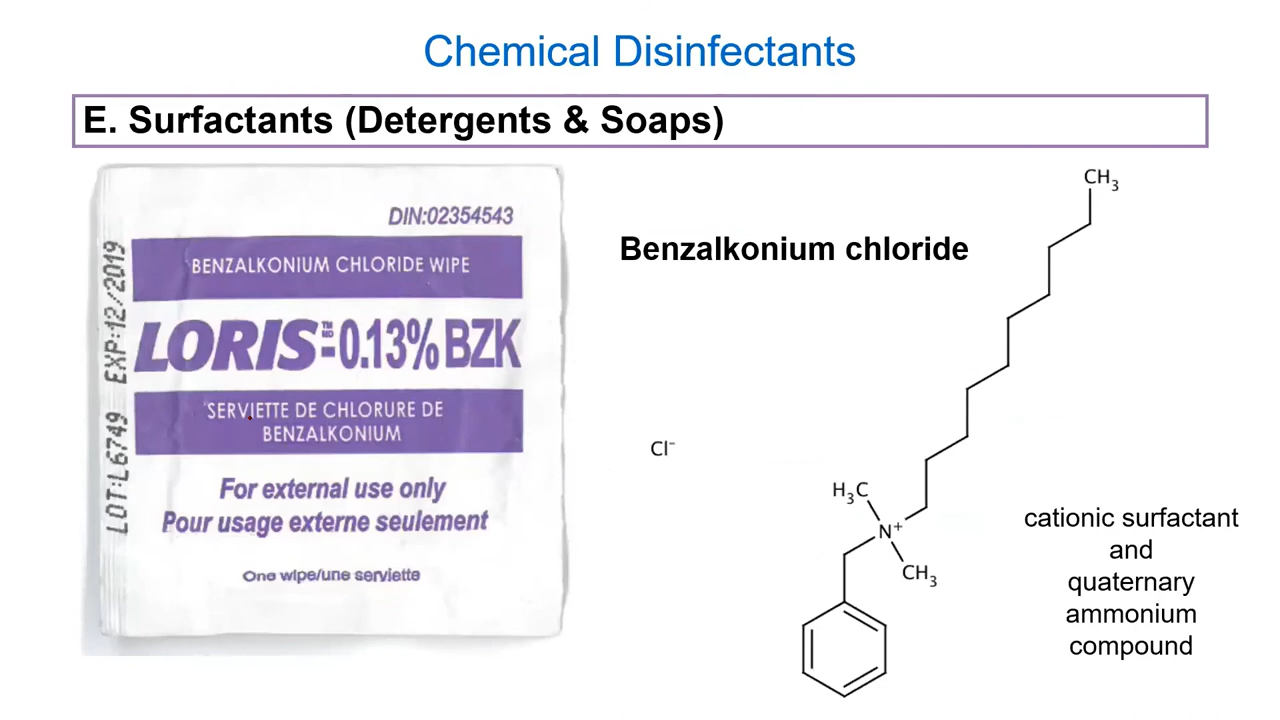 Chemical Disinfectants
E. Surfactants (Detergents & Soaps)
DIN:02354543
BENZALKONIUM CHLORIDE WIPE
LORIS™ MD-0.13% BZK
SERVIETTE DE CHLORURE DE
BENZALKONIUM
For external use only
Pour usage externe seulement
One wipe/une serviette
LOT:L6749 EXP:12/2019
Benzalkonium chloride
CH₃
Cl⁻
H₃C
N⁺
CH₃
cationic surfactant
and
quaternary
ammonium
compound